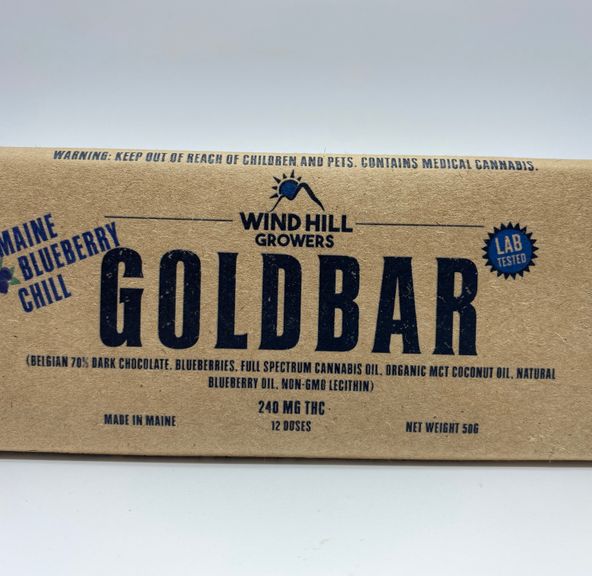 WARNING: KEEP OUT OF REACH OF CHILDREN AND PETS. CONTAINS MEDICAL CANNABIS.
WIND HILL
GROWERS
MAINE
BLUEBERRY
CHILL
LAB
TESTED
GOLDBAR
(BELGIAN 70% DARK CHOCOLATE, BLUEBERRIES, FULL SPECTRUM CANNABIS OIL, ORGANIC MCT COCONUT OIL, NATURAL
BLUEBERRY OIL, NON-GMO LECITHIN)
240 MG THC
MADE IN MAINE
12 DOSES
NET WEIGHT 50G